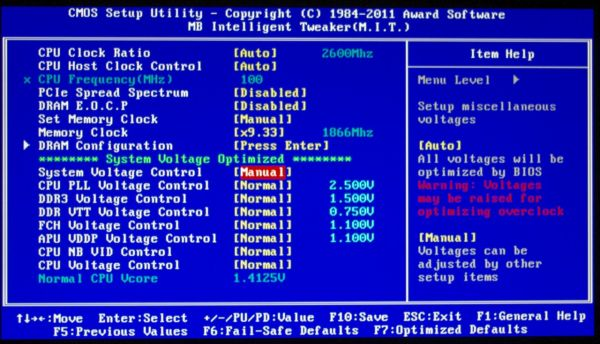 CMOS Setup Utility - Copyright (C) 1984-2011 Award Software
MB Intelligent Tweaker(M.I.T.)
CPU Clock Ratio [Auto] 2600Mhz
CPU Host Clock Control [Auto]
x CPU Frequency(MHz) 100
PCIe Spread Spectrum [Disabled]
DRAM E.O.C.P [Disabled]
Set Memory Clock [Manual]
Memory Clock [x9.33] 1866Mhz
▶ DRAM Configuration [Press Enter]
******** System Voltage Optimized ********
System Voltage Control [Manual]
CPU PLL Voltage Control [Normal] 2.500V
DDR3 Voltage Control [Normal] 1.500V
DDR VTT Voltage Control [Normal] 0.750V
FCH Voltage Control [Normal] 1.100V
APU VDDP Voltage Control [Normal] 1.100V
CPU NB VID Control [Normal]
CPU Voltage Control [Normal]
Normal CPU Vcore 1.4125V
Item Help
Menu Level ▶
Setup miscellaneous
voltages
[Auto]
All voltages will be
optimized by BIOS
Warning: Voltages
may be raised for
optimizing overclock
[Manual]
Voltages can be
adjusted by other
setup items
↑↓→←:Move Enter:Select +/-/PU/PD:Value F10:Save ESC:Exit F1:General Help
F5:Previous Values F6:Fail-Safe Defaults F7:Optimized Defaults